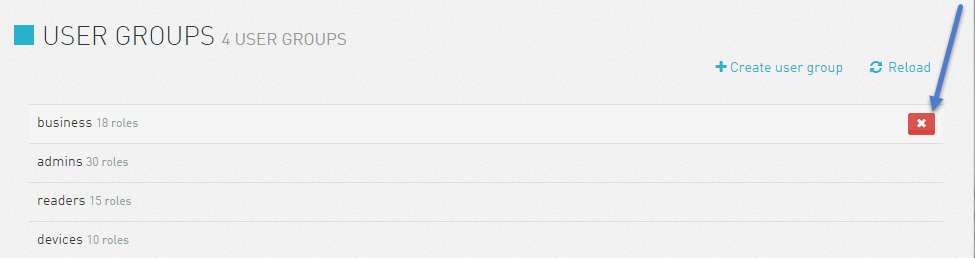 USER GROUPS 4 USER GROUPS
Create user group Reload
business 18 roles
admins 30 roles
readers 15 roles
devices 10 roles